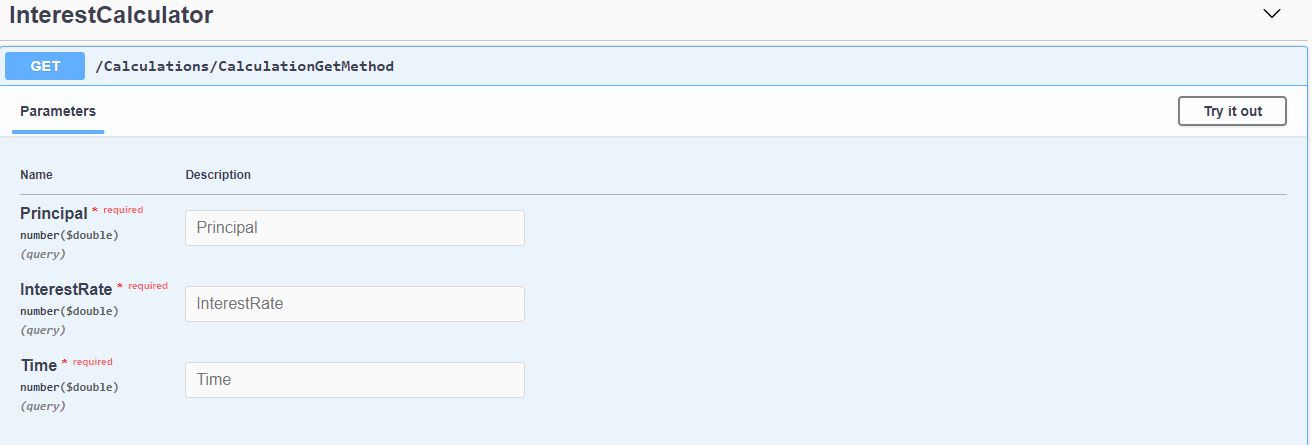 InterestCalculator
GET /Calculations/CalculationGetMethod
Parameters Try it out
Name Description
Principal * required
number($double)
(query)
Principal
InterestRate * required
number($double)
(query)
InterestRate
Time * required
number($double)
(query)
Time